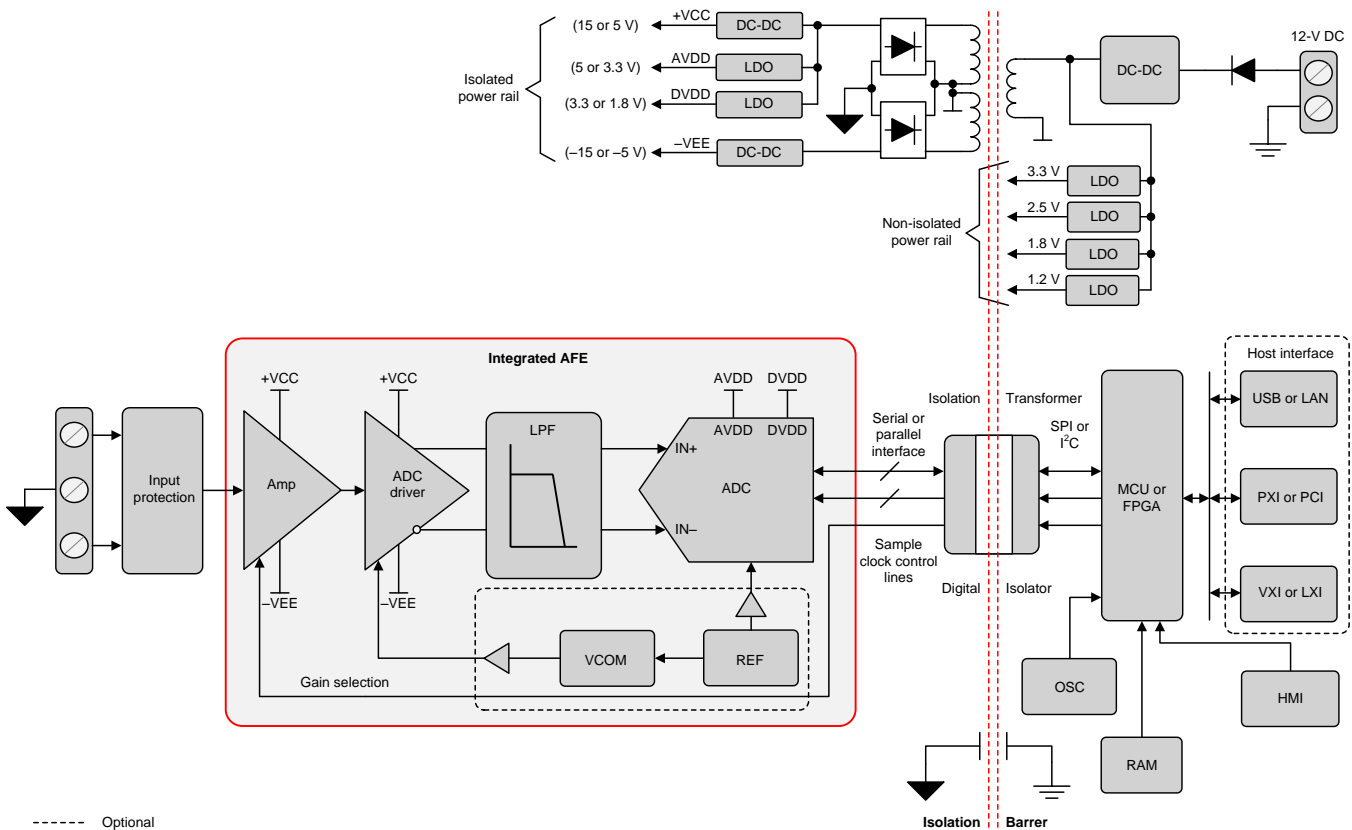 12-V DC
(15 or 5 V)
+VCC
DC-DC
(5 or 3.3 V)
AVDD
LDO
(3.3 or 1.8 V)
DVDD
LDO
(–15 or –5 V)
–VEE
DC-DC
Isolated
power rail
DC-DC
3.3 V
LDO
2.5 V
LDO
1.8 V
LDO
1.2 V
LDO
Non-isolated
power rail
Integrated AFE
Input
protection
+VCC
Amp
–VEE
+VCC
ADC
driver
–VEE
LPF
AVDD
DVDD
AVDD
DVDD
IN+
ADC
IN–
VCOM
REF
Gain selection
Serial or
parallel
interface
Sample
clock control
lines
Isolation
Transformer
Digital
Isolator
SPI or
I²C
MCU or
FPGA
Host interface
USB or LAN
PXI or PCI
VXI or LXI
OSC
RAM
HMI
Optional
Isolation
Barrer